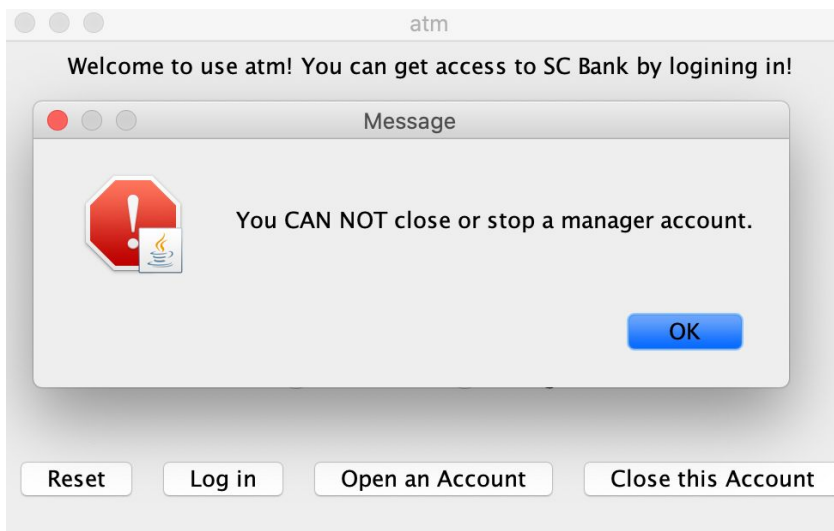 atm
Welcome to use atm! You can get access to SC Bank by logining in!
Message
You CAN NOT close or stop a manager account.
OK
Reset
Log in
Open an Account
Close this Account